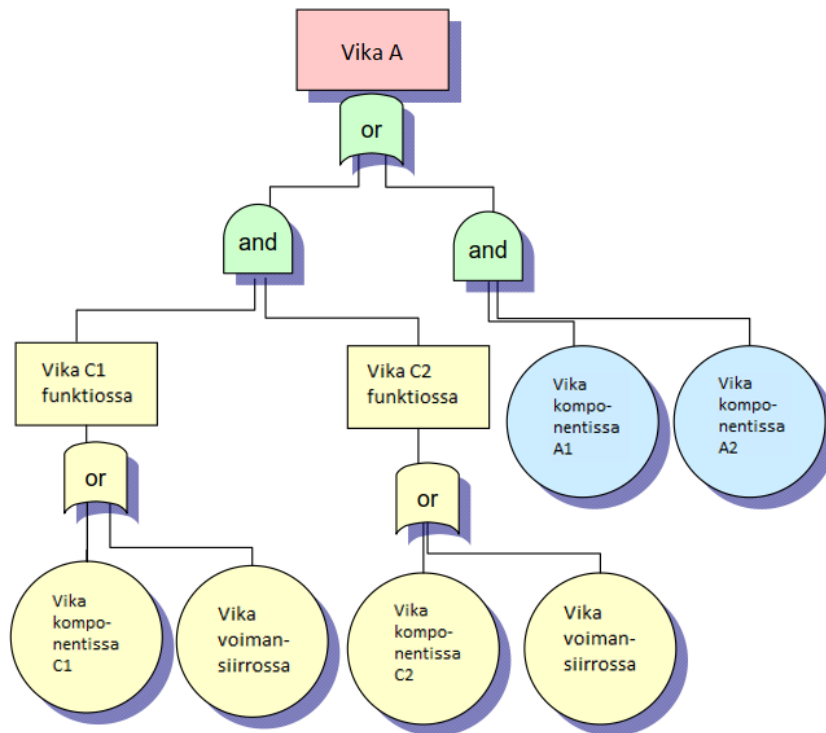 Vika A
or
and
and
Vika C1
funktiossa
Vika C2
funktiossa
Vika
kompo-
nentissa
A1
Vika
kompo-
nentissa
A2
or
or
Vika
kompo-
nentissa
C1
Vika
voiman-
siirrossa
Vika
kompo-
nentissa
C2
Vika
voiman-
siirrossa